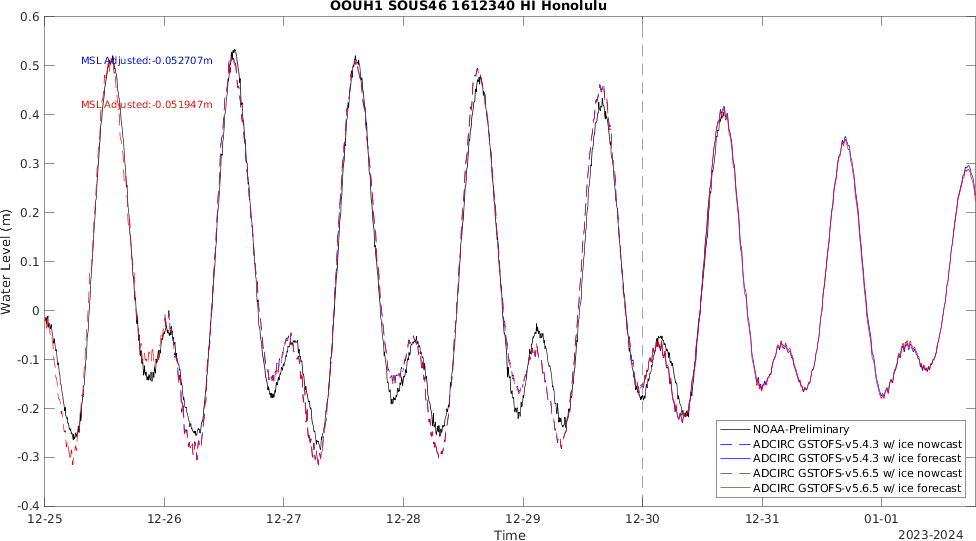 OOUH1 SOUS46 1612340 HI Honolulu
0.6
0.5
0.4
0.3
0.2
0.1
0
-0.1
-0.2
-0.3
-0.4
Water Level (m)
MSL Adjusted:-0.052707m
MSL Adjusted:-0.051947m
NOAA-Preliminary
ADCIRC GSTOFS-v5.4.3 w/ ice nowcast
ADCIRC GSTOFS-v5.4.3 w/ ice forecast
ADCIRC GSTOFS-v5.6.5 w/ ice nowcast
ADCIRC GSTOFS-v5.6.5 w/ ice forecast
12-25 12-26 12-27 12-28 12-29 12-30 12-31 01-01
Time
2023-2024